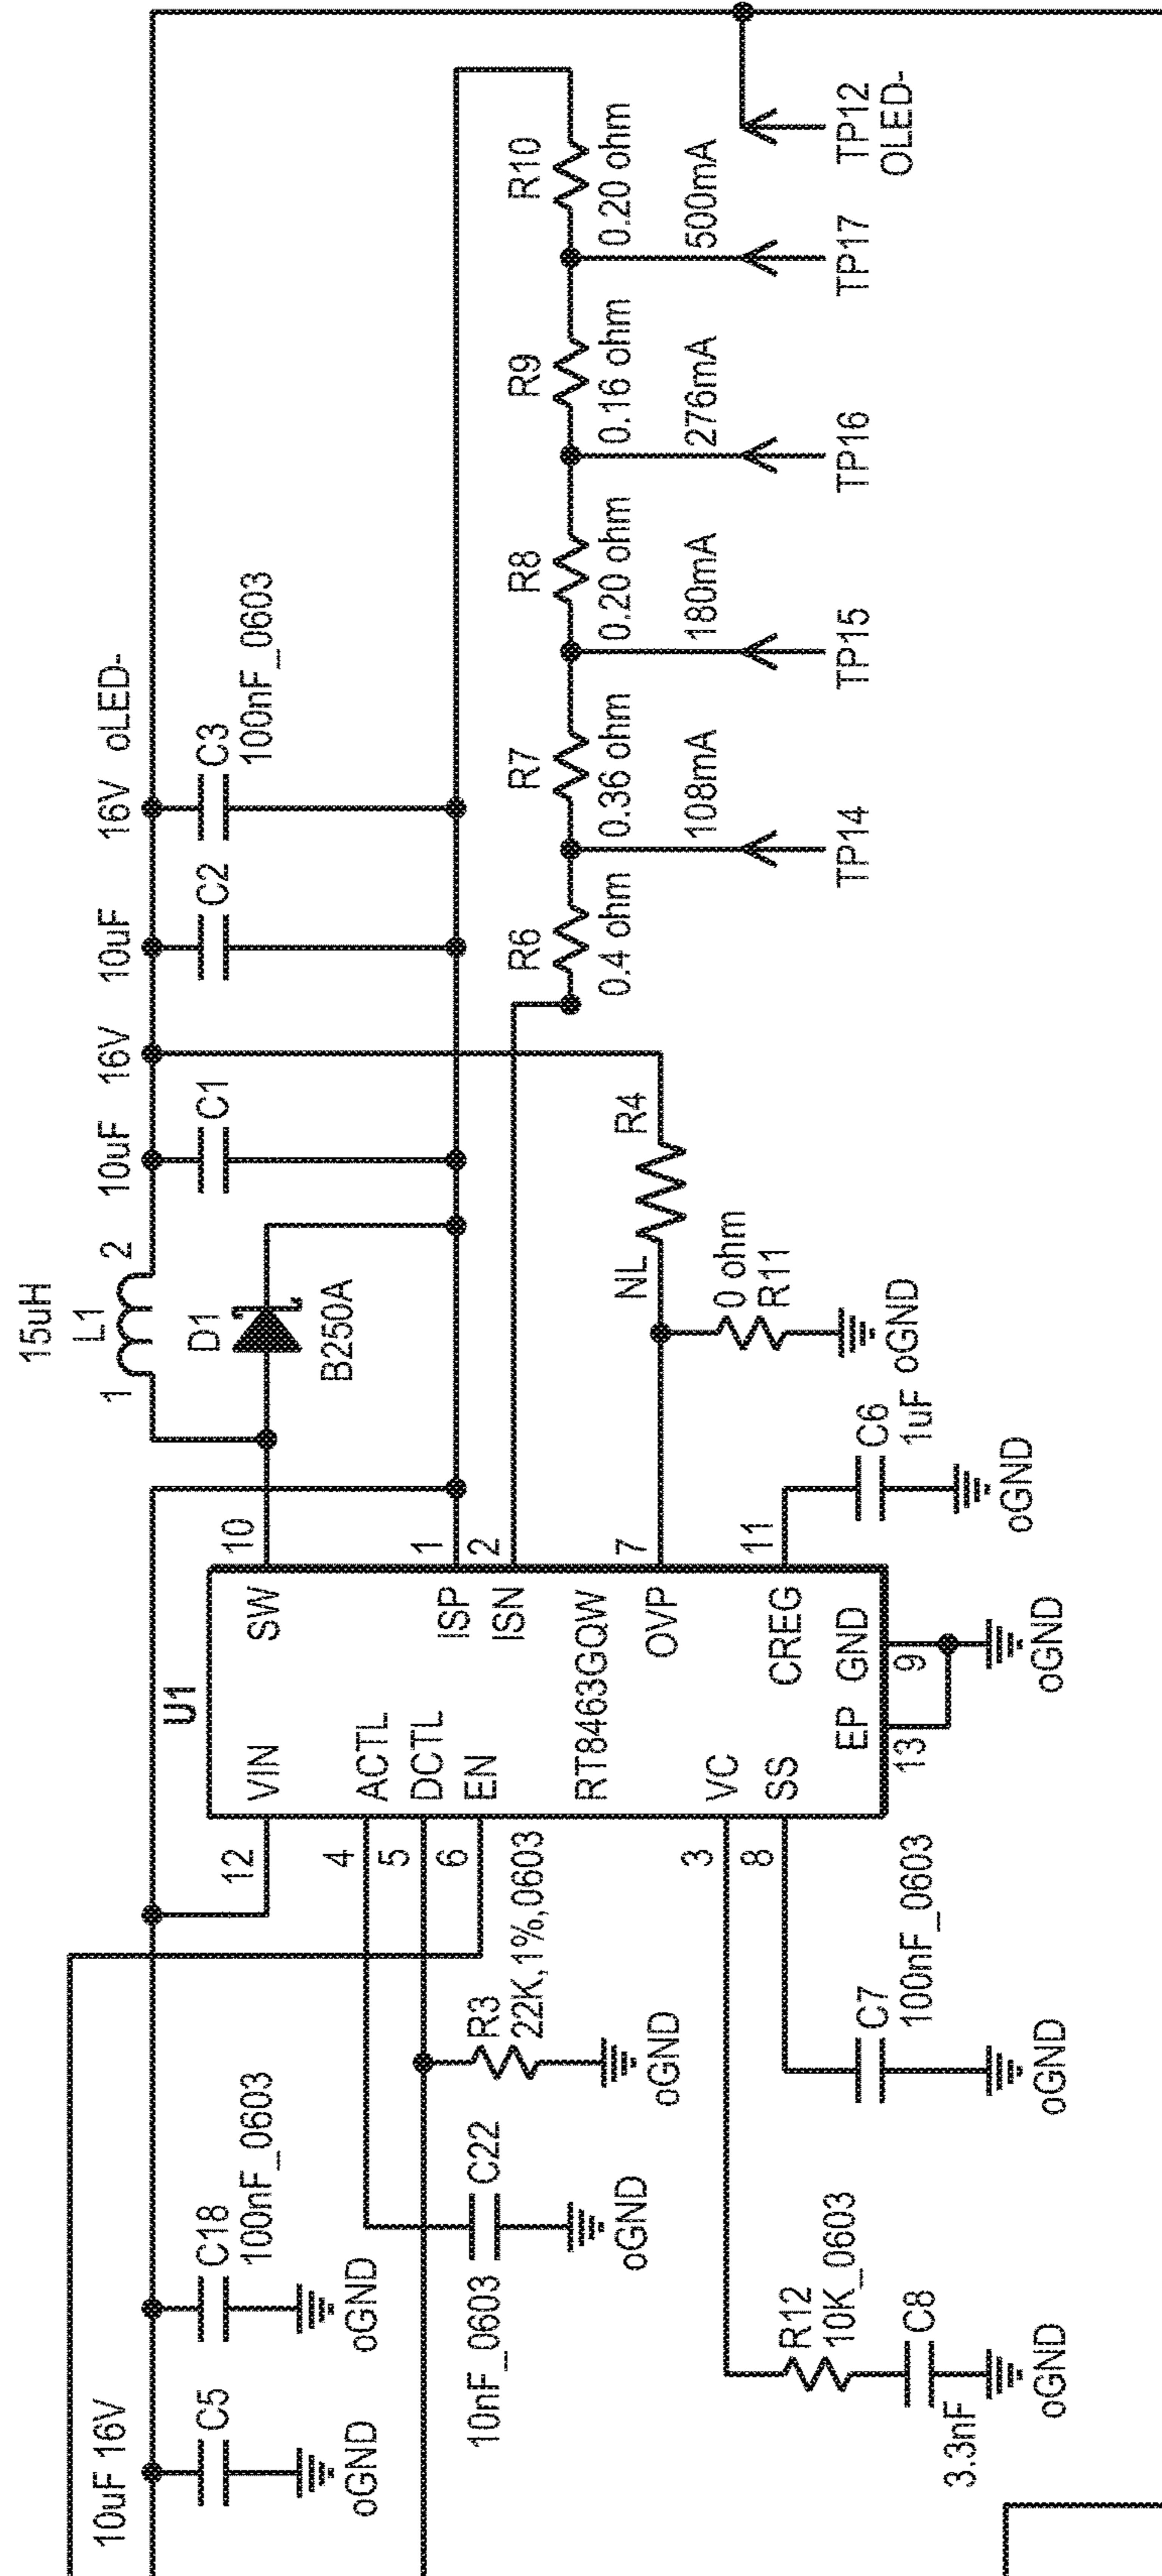 15uH
L1
1
2
10uF 16V
10uF 16V oLED-
C1
C2
C3
100nF_0603
D1
B250A
R10
0.20 ohm
R9
0.16 ohm
R8
0.20 ohm
R7
0.36 ohm
R6
0.4 ohm
500mA
276mA
180mA
108mA
TP12
OLED-
TP17
TP16
TP15
TP14
R4
NL
0 ohm
R11
oGND
C6
1uF
oGND
10
1
2
7
11
U1
VIN
SW
ACTL
DCTL
EN
ISP
ISN
RT8463GQW
OVP
VC
SS
CREG
EP GND
12
4
5
6
3
8
13
9
oGND
10uF 16V
C5
oGND
C18
100nF_0603
oGND
R3
22K,1%,0603
oGND
C22
10nF_0603
oGND
C7
100nF_0603
oGND
R12
10K_0603
C8
3.3nF
oGND